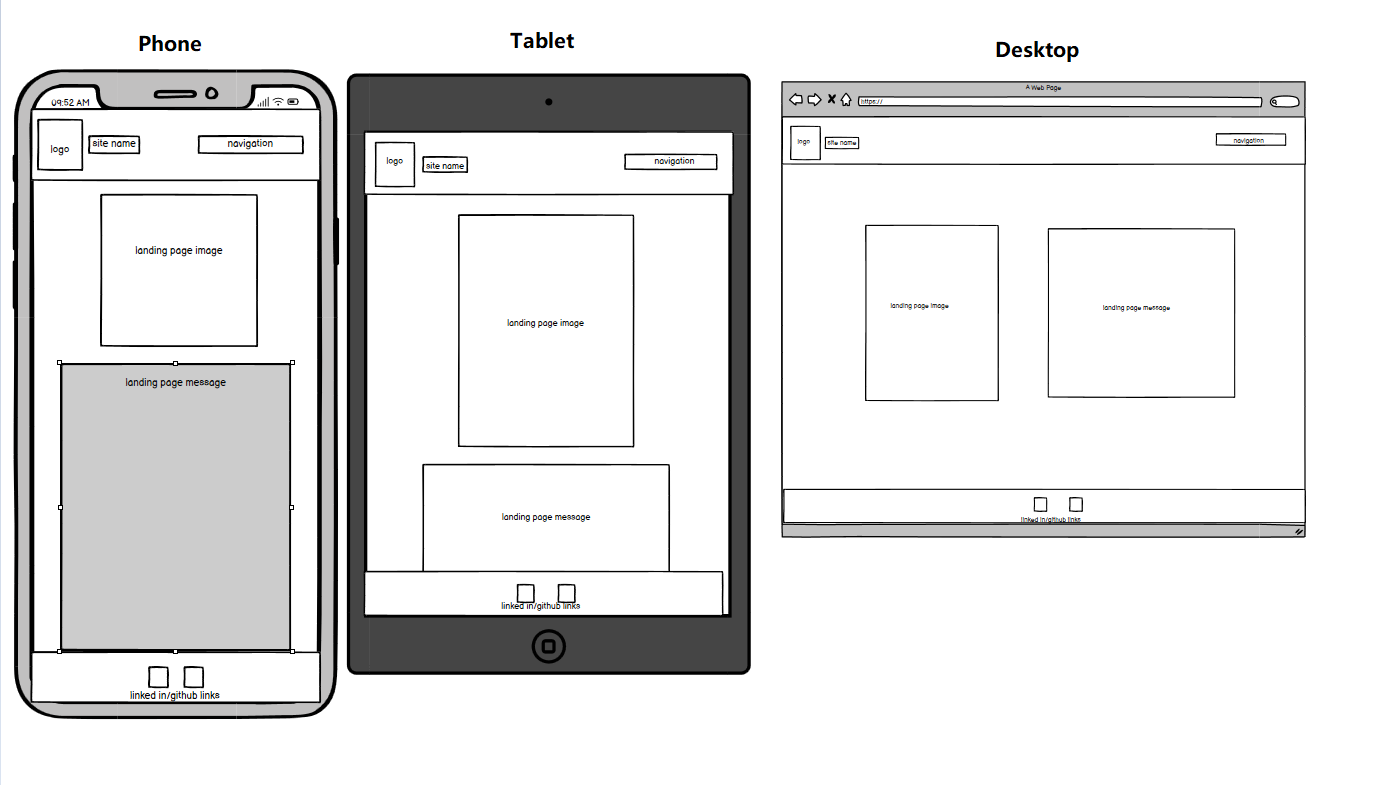 Phone
09:52 AM
logo
site name
navigation
landing page image
landing page message
linked in/github links
Tablet
logo
site name
navigation
landing page image
landing page message
linked in/github links
Desktop
A Web Page
https://
logo
site name
navigation
landing page image
landing page message
linked in/github links